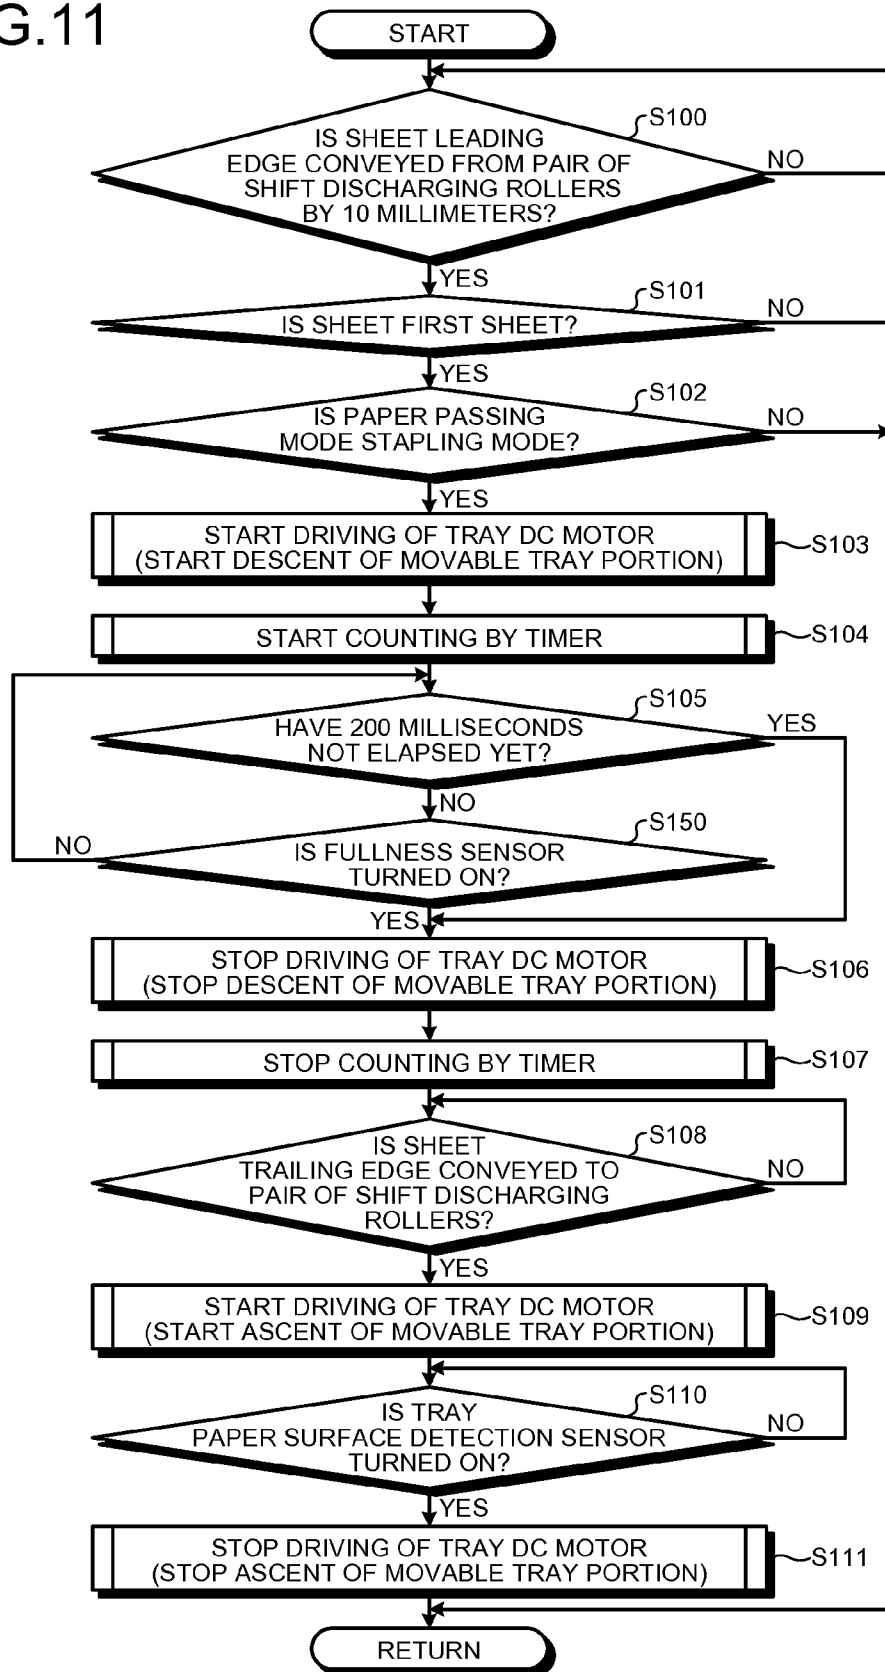 G.11
START
S100
IS SHEET LEADING
EDGE CONVEYED FROM PAIR OF
SHIFT DISCHARGING ROLLERS
BY 10 MILLIMETERS?
NO
YES
S101
IS SHEET FIRST SHEET?
NO
YES
S102
IS PAPER PASSING
MODE STAPLING MODE?
NO
YES
START DRIVING OF TRAY DC MOTOR
(START DESCENT OF MOVABLE TRAY PORTION)
S103
START COUNTING BY TIMER
S104
S105
HAVE 200 MILLISECONDS
NOT ELAPSED YET?
YES
NO
S150
IS FULLNESS SENSOR
TURNED ON?
NO
YES
STOP DRIVING OF TRAY DC MOTOR
(STOP DESCENT OF MOVABLE TRAY PORTION)
S106
STOP COUNTING BY TIMER
S107
S108
IS SHEET
TRAILING EDGE CONVEYED TO
PAIR OF SHIFT DISCHARGING
ROLLERS?
NO
YES
START DRIVING OF TRAY DC MOTOR
(START ASCENT OF MOVABLE TRAY PORTION)
S109
S110
IS TRAY
PAPER SURFACE DETECTION SENSOR
TURNED ON?
NO
YES
STOP DRIVING OF TRAY DC MOTOR
(STOP ASCENT OF MOVABLE TRAY PORTION)
S111
RETURN